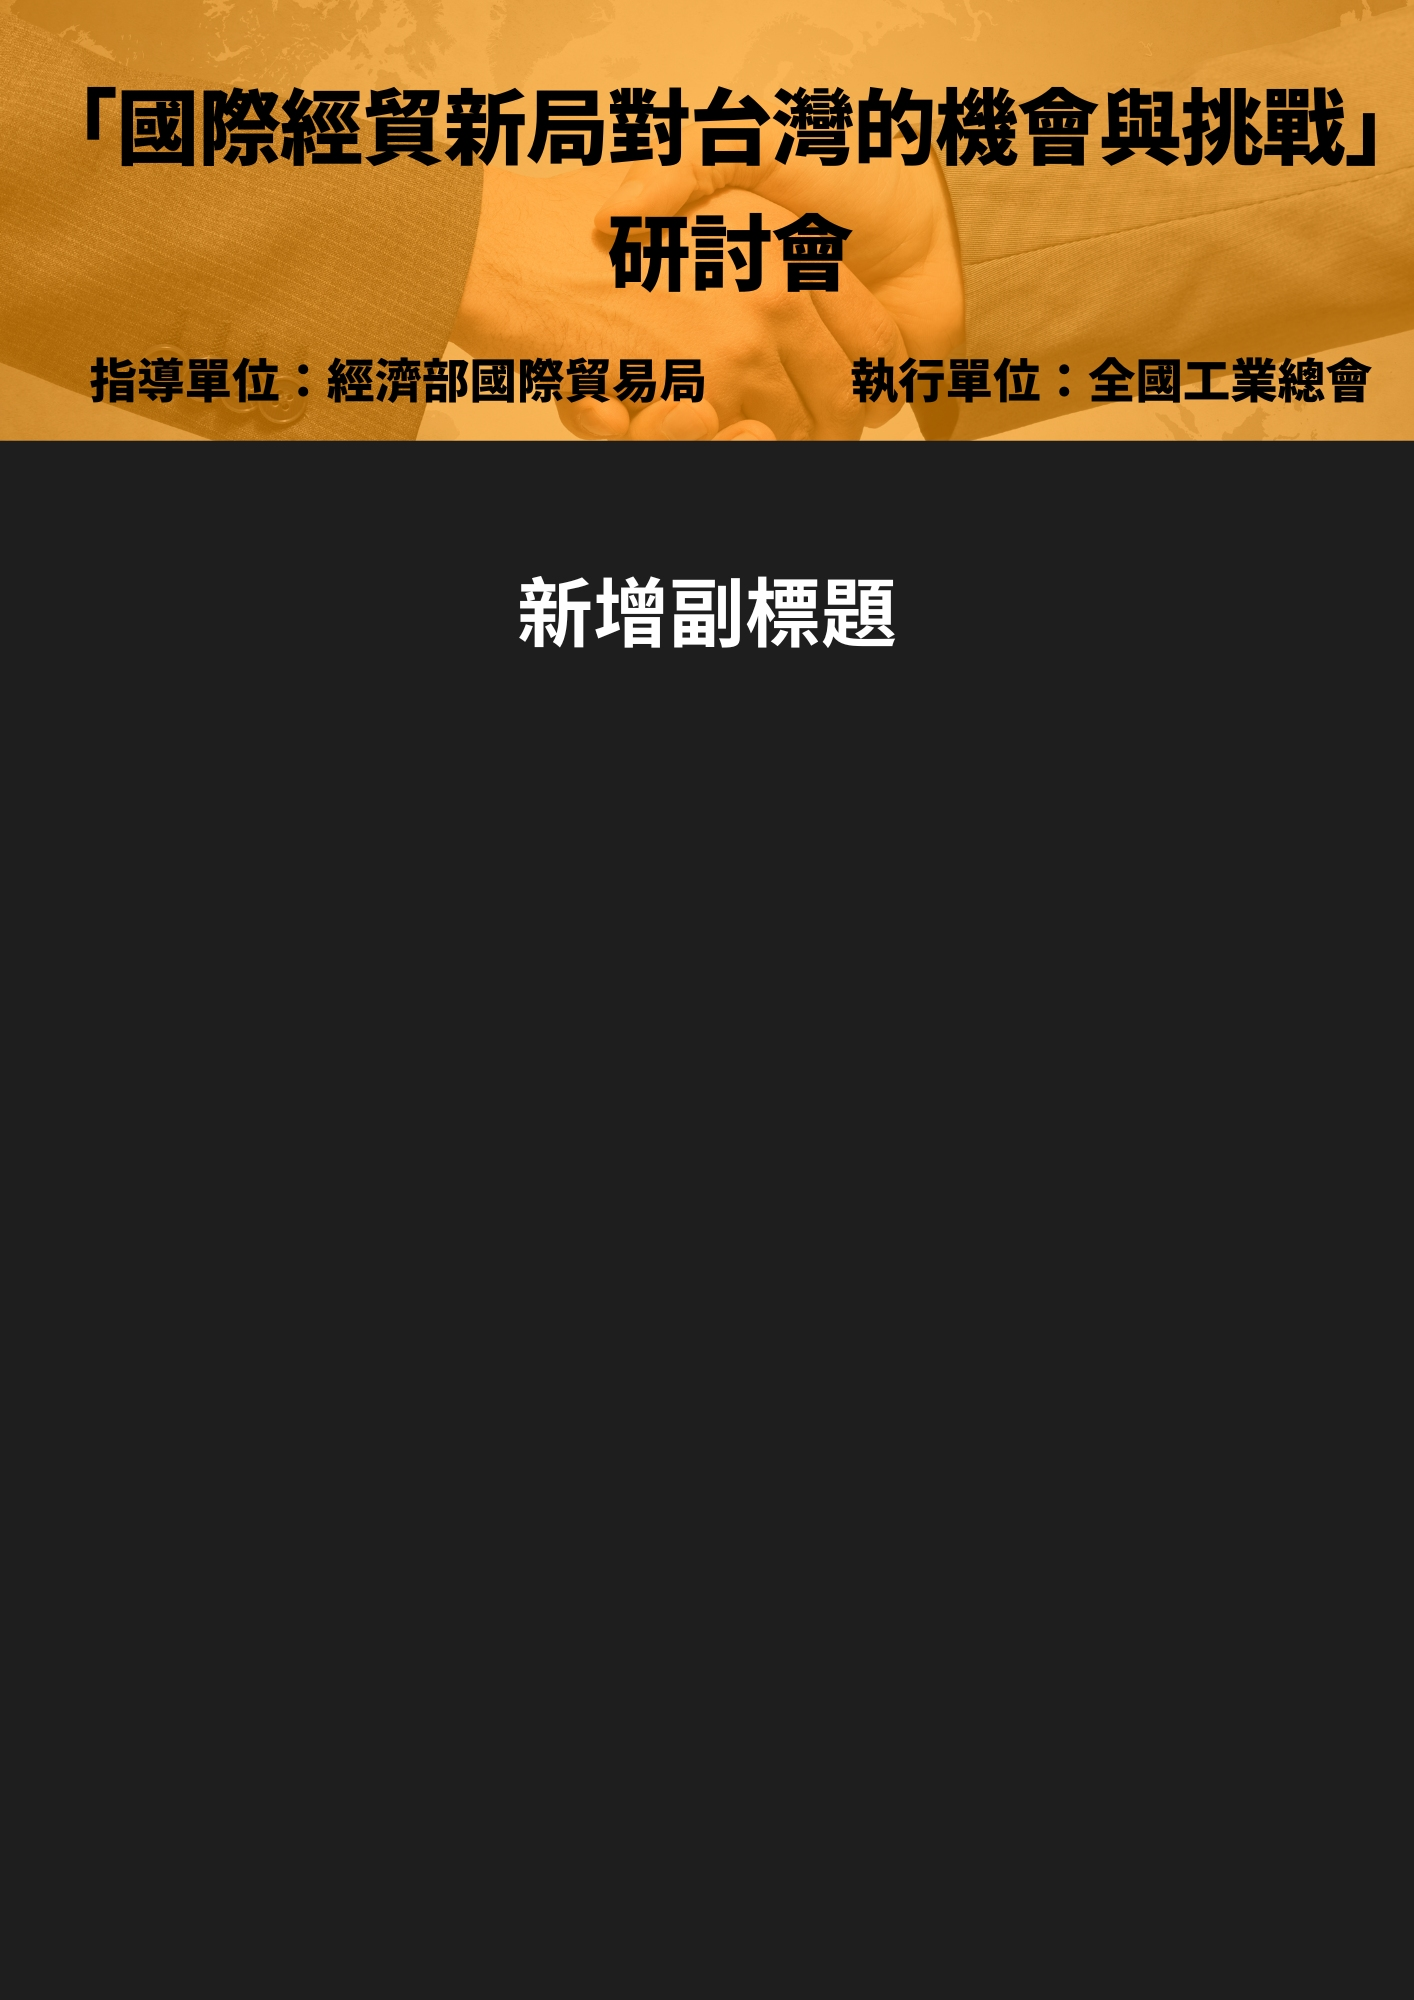 「國際經貿新局對台灣的機會與挑戰」
研討會
指導單位：經濟部國際貿易局 執行單位：全國工業總會
新增副標題